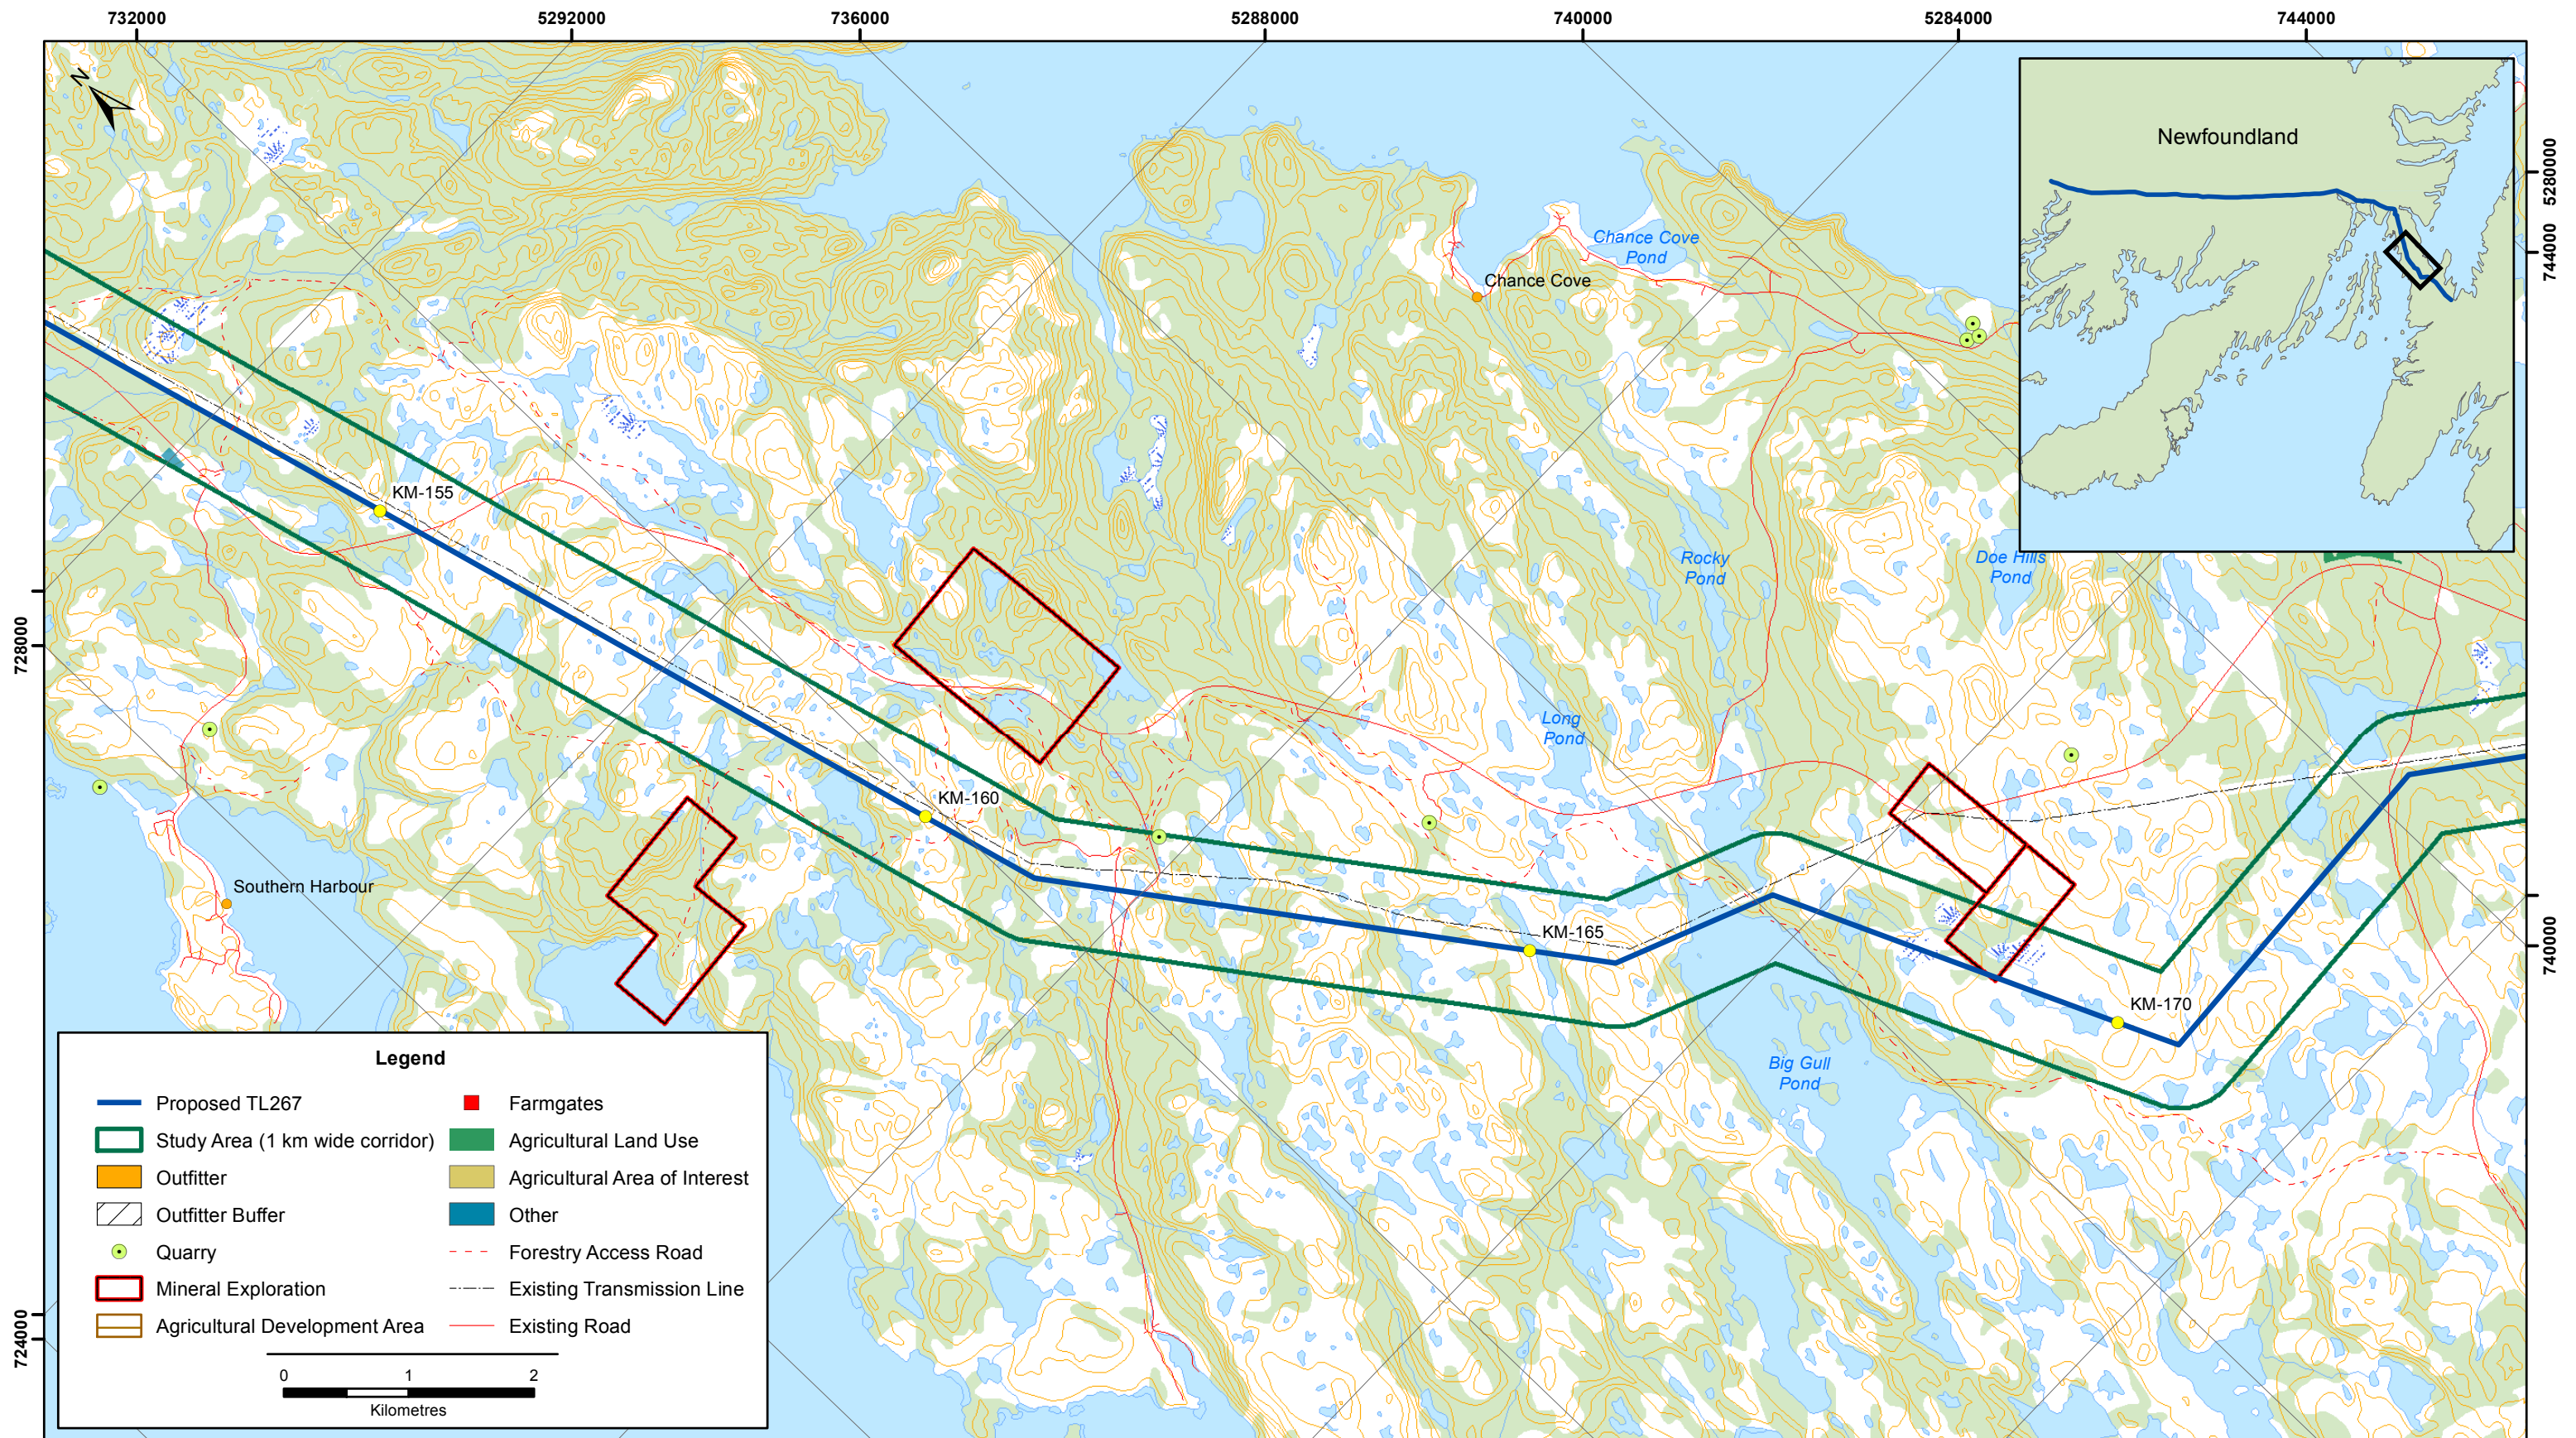 732000
5292000
736000
5288000
740000
5284000
744000
N
Newfoundland
5280000
744000
Chance Cove
Pond
Chance Cove
KM-155
Rocky
Pond
Doe Hills
Pond
728000
Long
Pond
KM-160
Southern Harbour
KM-165
740000
KM-170
Big Gull
Pond
Legend
Proposed TL267
Study Area (1 km wide corridor)
Outfitter
Outfitter Buffer
Quarry
Mineral Exploration
Agricultural Development Area
Farmgates
Agricultural Land Use
Agricultural Area of Interest
Other
Forestry Access Road
Existing Transmission Line
Existing Road
0 1 2
Kilometres
724000